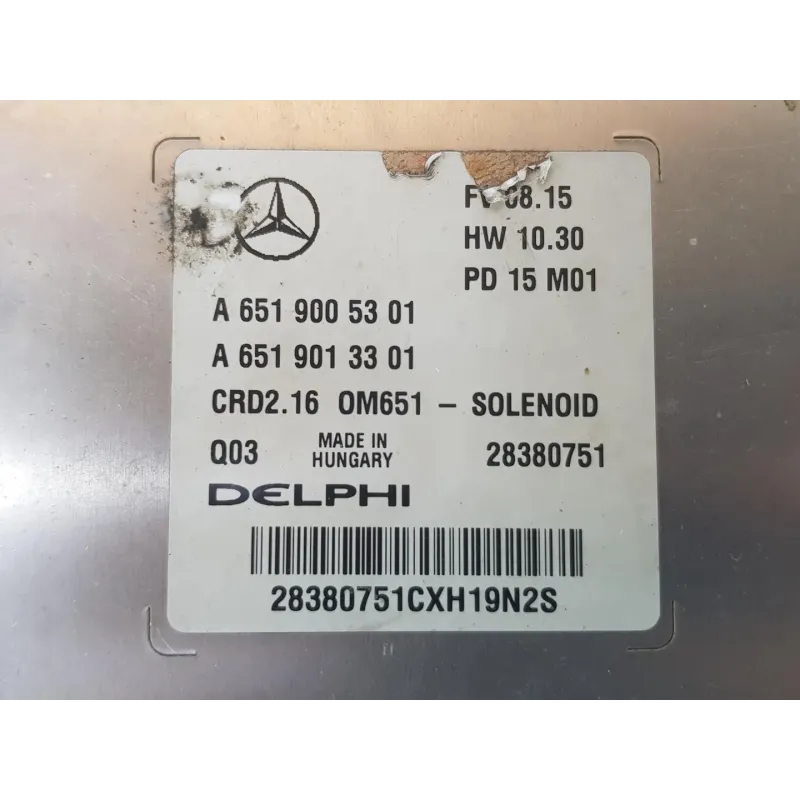 08.15
HW 10.30
PD 15 M01
A 651 900 53 01
A 651 901 33 01
CRD2.16 OM651 – SOLENOID
Q03 MADE IN HUNGARY 28380751
DELPHI
28380751CXH19N2S